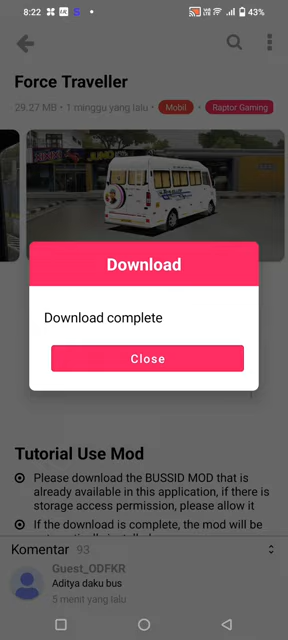 8:22
43%
Force Traveller
29.27 MB • 1 minggu yang lalu • Mobil • Raptor Gaming
Download
Download complete
Close
Tutorial Use Mod
Please download the BUSSID MOD that is
already available in this application, if there is
storage access permission, please allow it
If the download is complete, the mod will be
Komentar 93
Guest_ODFKR
Aditya daku bus
5 menit yang lalu